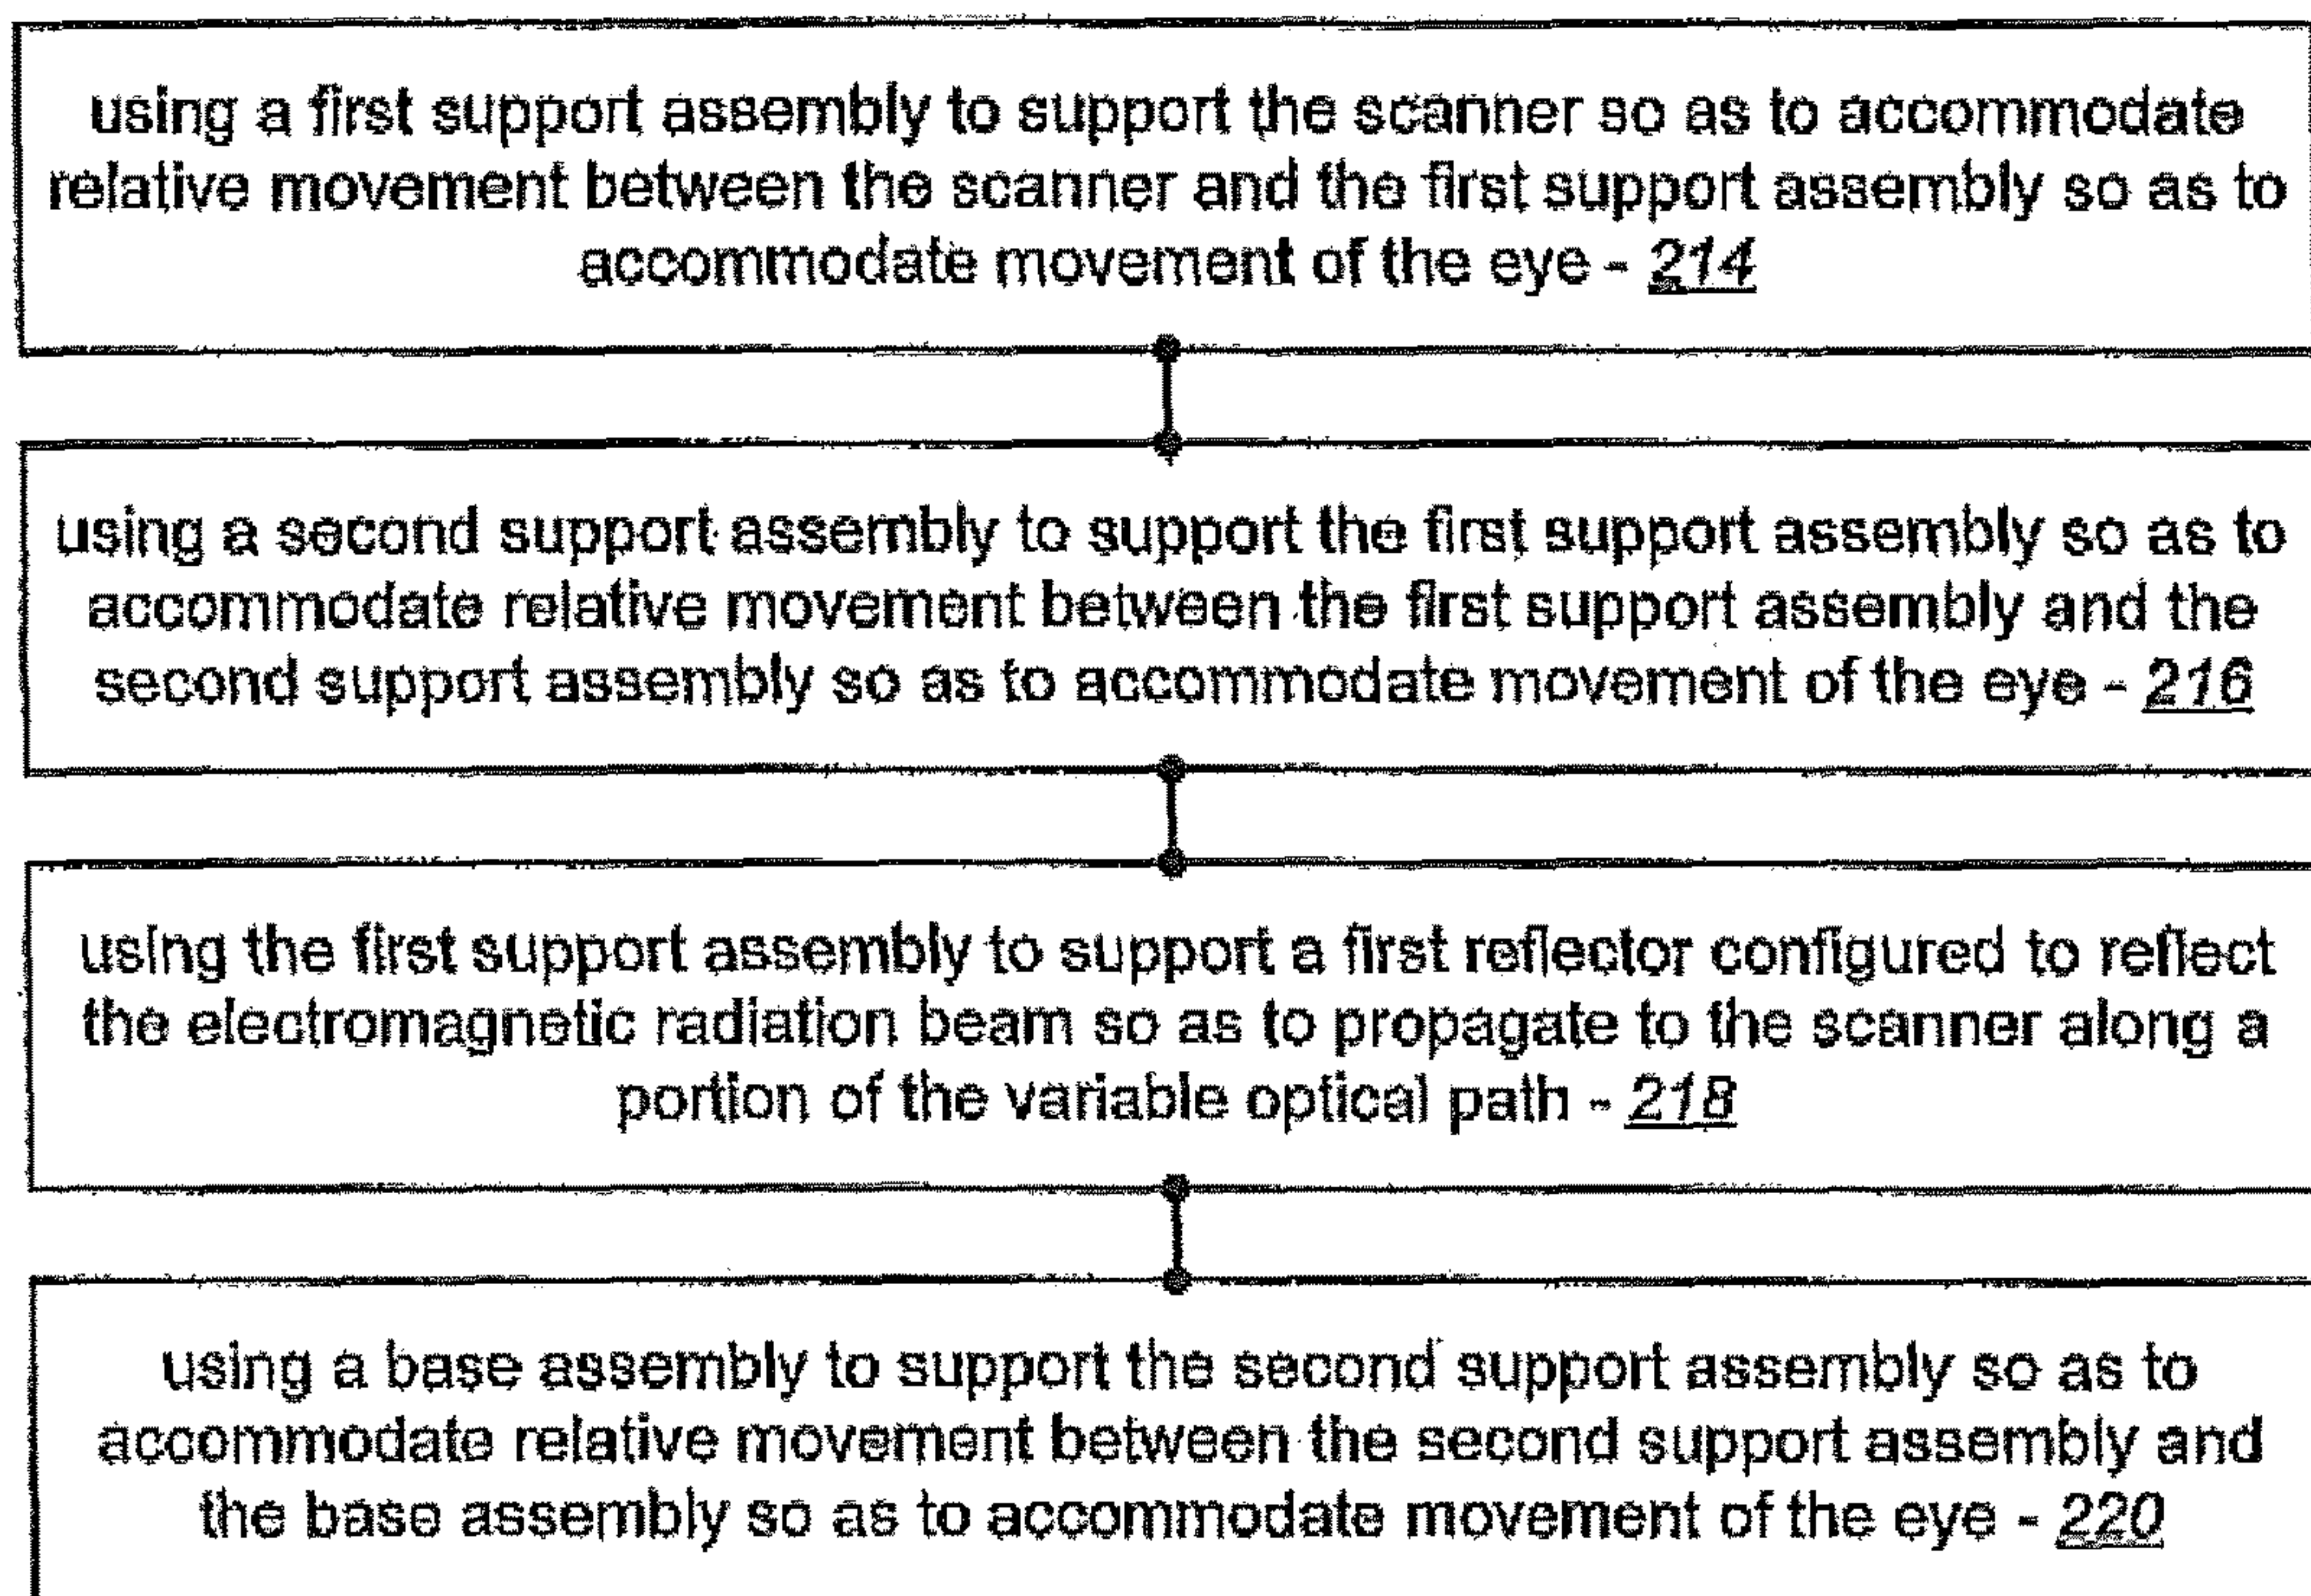 using a first support assembly to support the scanner so as to accommodate
relative movement between the scanner and the first support assembly so as to
accommodate movement of the eye - 214
using a second support assembly to support the first support assembly so as to
accommodate relative movement between the first support assembly and the
second support assembly so as to accommodate movement of the eye - 216
using the first support assembly to support a first reflector configured to reflect
the electromagnetic radiation beam so as to propagate to the scanner along a
portion of the variable optical path - 218
using a base assembly to support the second support assembly so as to
accommodate relative movement between the second support assembly and
the base assembly so as to accommodate movement of the eye - 220